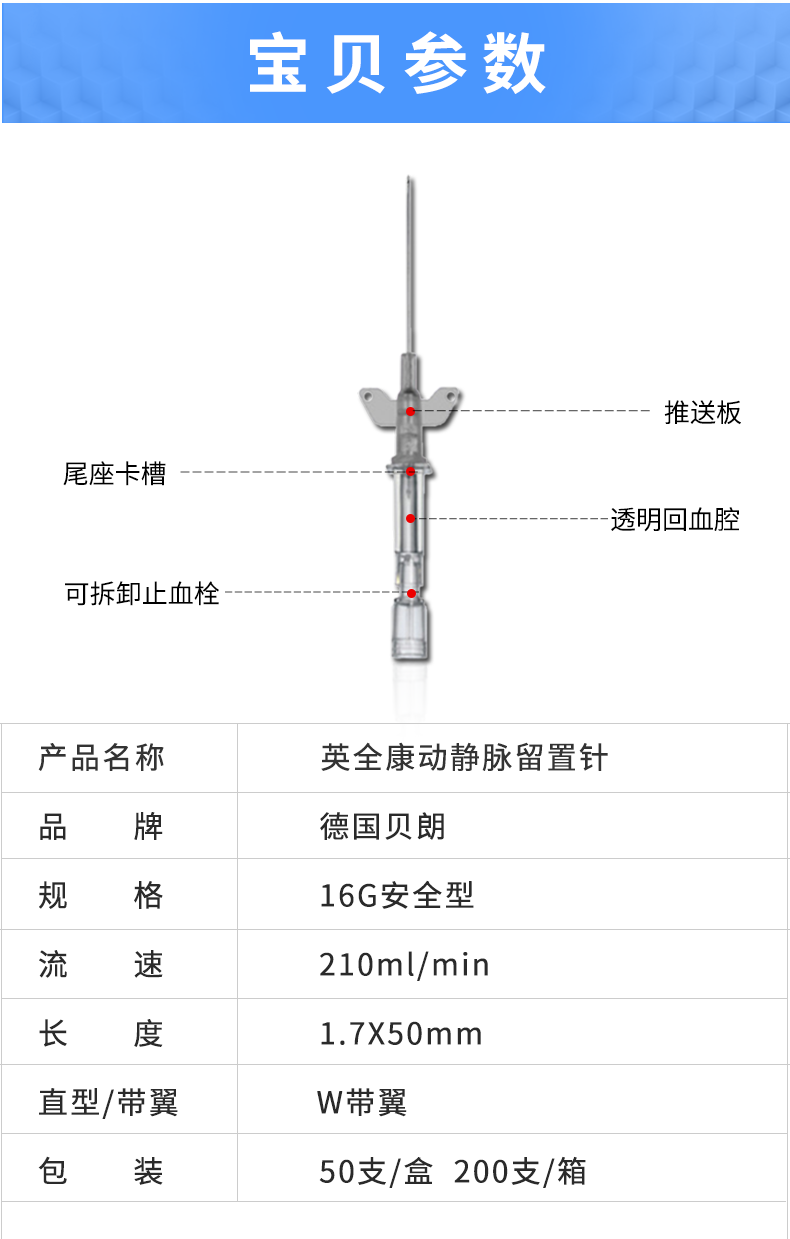 宝贝参数
推送板
尾座卡槽
透明回血腔
可拆卸止血栓
产品名称 英全康动静脉留置针
品 牌 德国贝朗
规 格 16G安全型
流 速 210ml/min
长 度 1.7X50mm
直型/带翼 W带翼
包 装 50支/盒 200支/箱